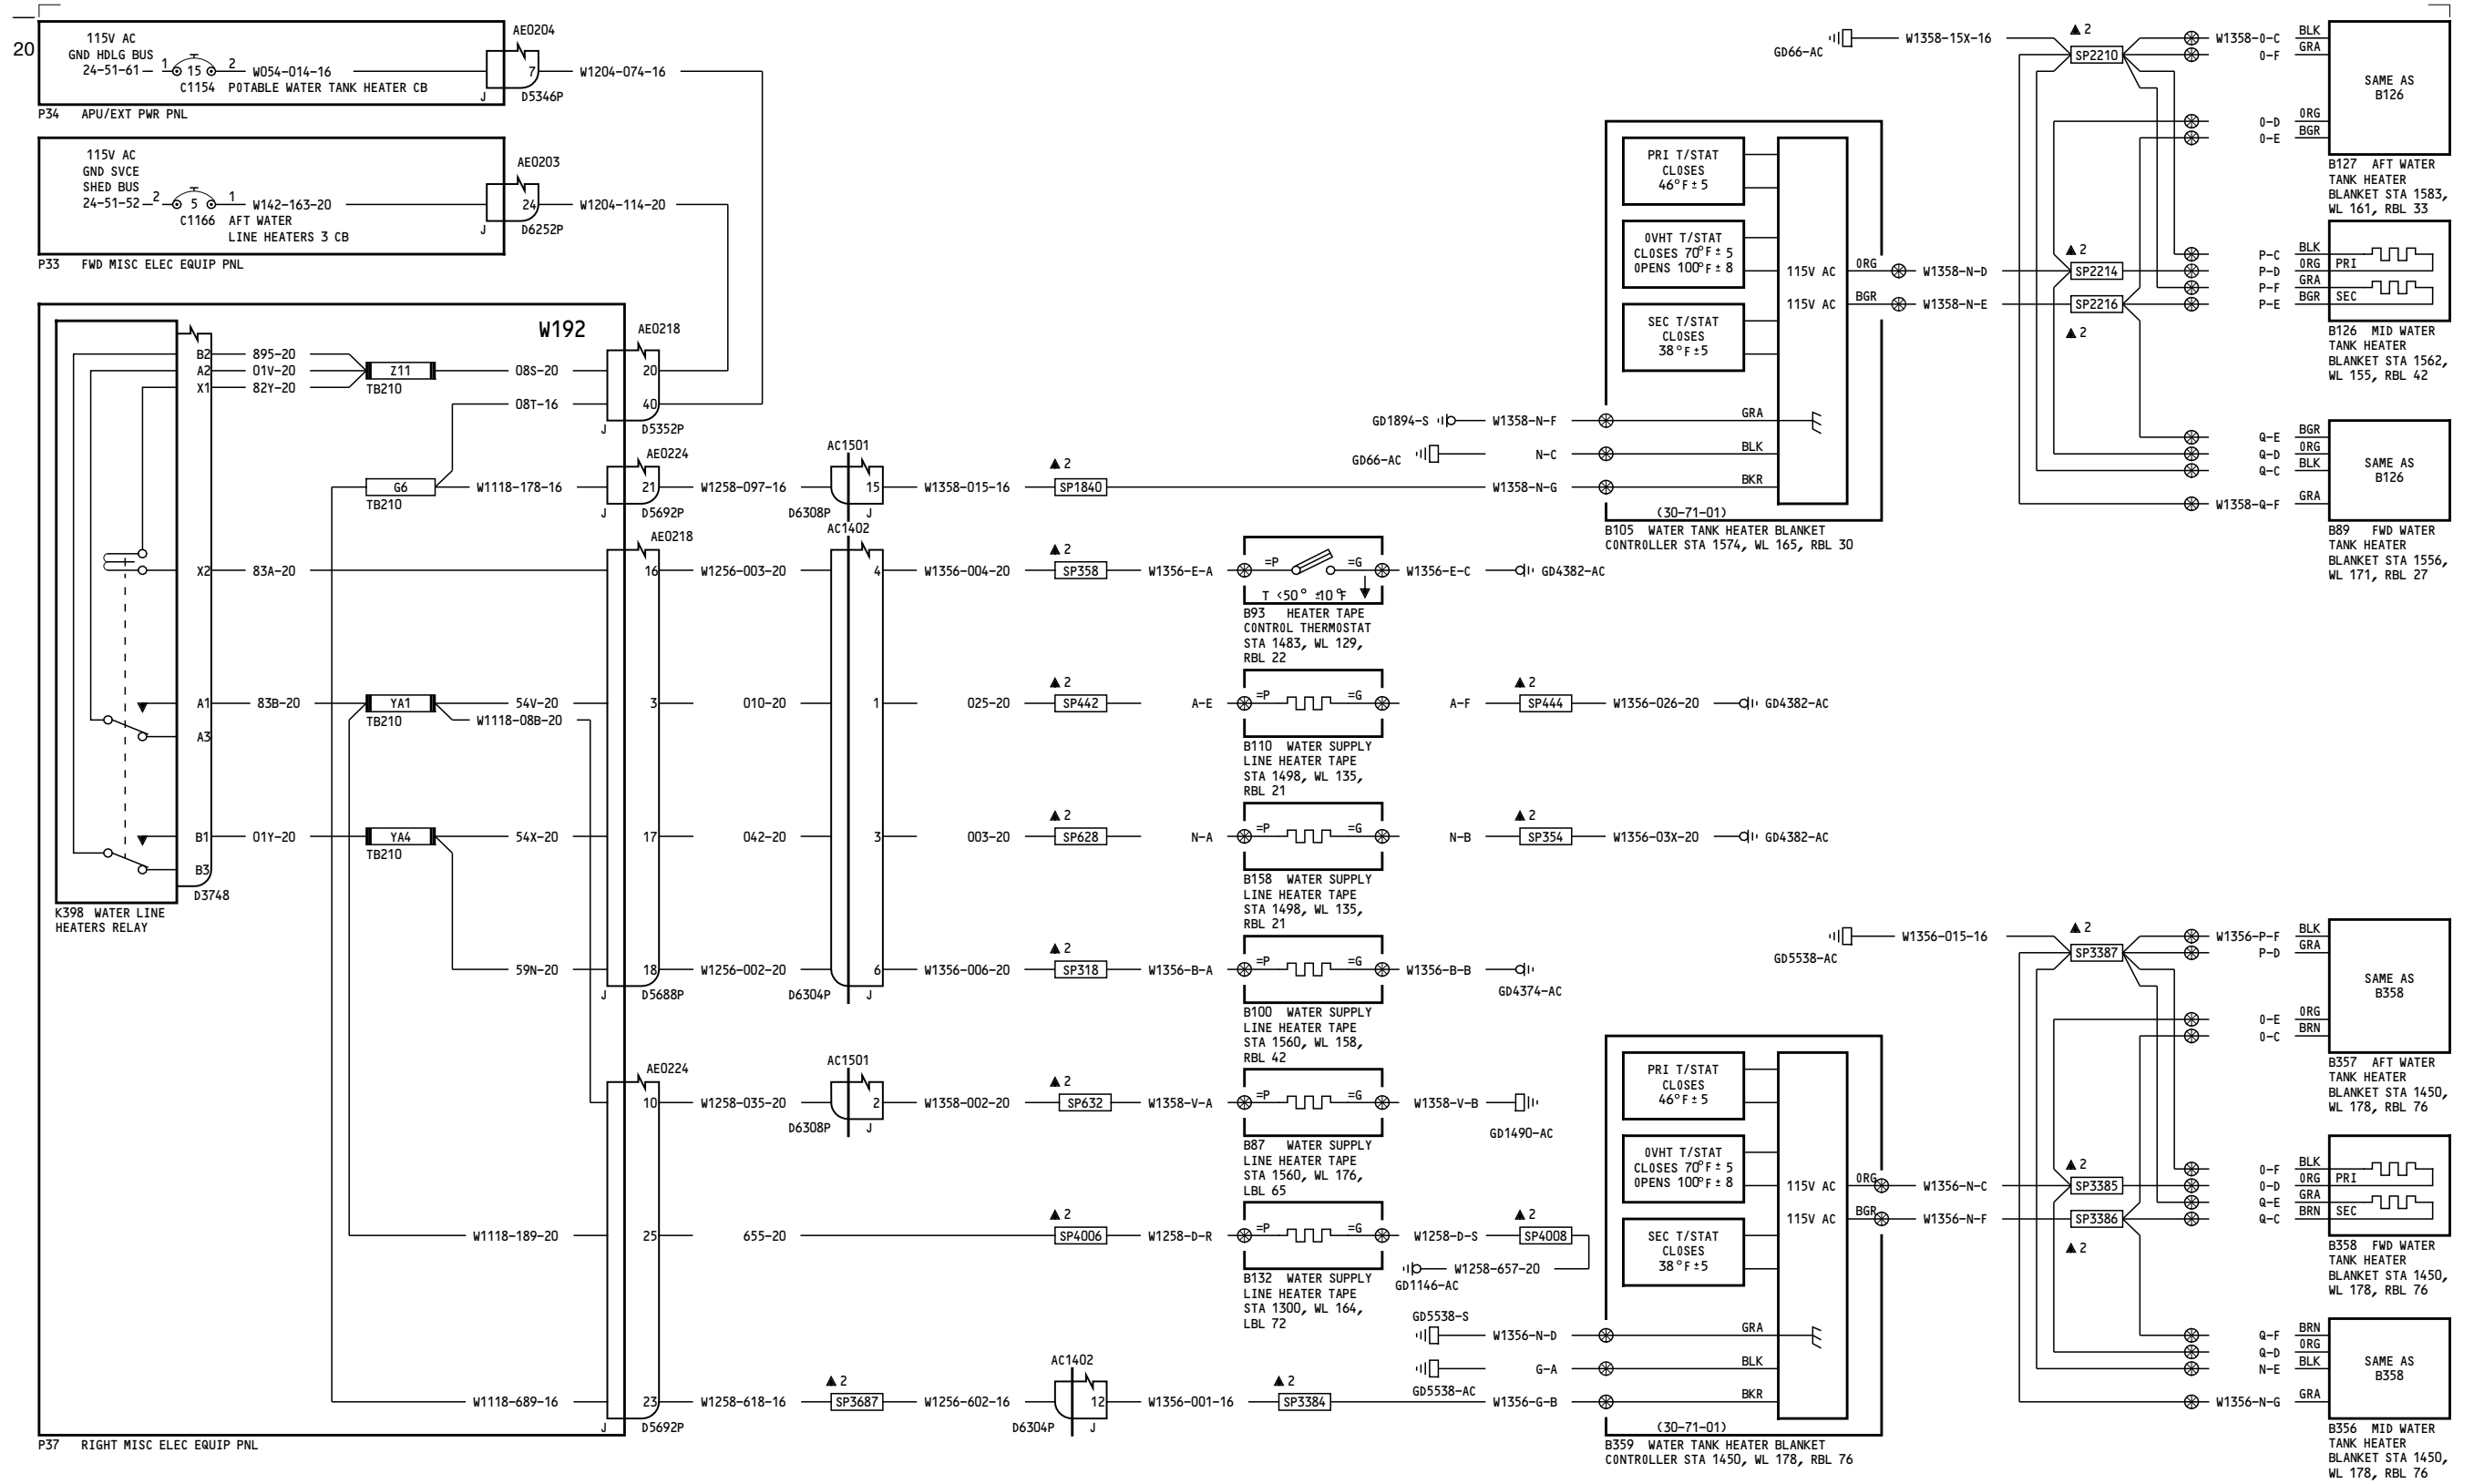 20
115V AC
GND HDLG BUS
24-51-61 1 15 2 W054-014-16
C1154 POTABLE WATER TANK HEATER CB
AE0204
7 W1204-074-16
J D5346P
P34 APU/EXT PWR PNL
115V AC
GND SVCE
SHED BUS
24-51-52 2 5 1 W142-163-20
C1166 AFT WATER
LINE HEATERS 3 CB
AE0203
24 W1204-114-20
J D6252P
P33 FWD MISC ELEC EQUIP PNL
W192
AE0218
B2 895-20
A2 01V-20
X1 82Y-20
Z11
TB210
08S-20 20
08T-16 40
J D5352P
AE0224
G6
TB210
W1118-178-16 21 W1258-097-16
J D5692P
AC1501
15 W1358-015-16
D6308P J
▲ 2
SP1840
W1358-N-G
X2 83A-20
AE0218
16 W1256-003-20
AC1402
4 W1356-004-20
▲ 2
SP358 W1356-E-A
=P =G
T <50° ±10°F
W1356-E-C GD4382-AC
B93 HEATER TAPE
CONTROL THERMOSTAT
STA 1483, WL 129,
RBL 22
A1 83B-20
YA1
TB210
54V-20
W1118-08B-20
3 010-20 1 025-20
▲ 2
SP442 A-E
=P =G
A-F
▲ 2
SP444 W1356-026-20 GD4382-AC
A3
B110 WATER SUPPLY
LINE HEATER TAPE
STA 1498, WL 135,
RBL 21
B1 01Y-20
YA4
TB210
54X-20 17 042-20 3 003-20
▲ 2
SP628 N-A
=P =G
N-B
▲ 2
SP354 W1356-03X-20 GD4382-AC
B3
D3748
B158 WATER SUPPLY
LINE HEATER TAPE
STA 1498, WL 135,
RBL 21
K398 WATER LINE
HEATERS RELAY
59N-20 18 W1256-002-20 6 W1356-006-20
J D5688P D6304P J
▲ 2
SP318 W1356-B-A
=P =G
W1356-B-B
GD4374-AC
B100 WATER SUPPLY
LINE HEATER TAPE
STA 1560, WL 158,
RBL 42
AE0224
10 W1258-035-20
AC1501
2 W1358-002-20
D6308P J
▲ 2
SP632 W1358-V-A
=P =G
W1358-V-B
GD1490-AC
B87 WATER SUPPLY
LINE HEATER TAPE
STA 1560, WL 176,
LBL 65
W1118-189-20 25 655-20
▲ 2
SP4006 W1258-D-R
=P =G
W1258-D-S
▲ 2
SP4008
W1258-657-20
GD1146-AC
B132 WATER SUPPLY
LINE HEATER TAPE
STA 1300, WL 164,
LBL 72
W1118-689-16 23 W1258-618-16
J D5692P
▲ 2
SP3687 W1256-602-16
AC1402
12 W1356-001-16
D6304P J
▲ 2
SP3384
W1356-G-B
P37 RIGHT MISC ELEC EQUIP PNL
PRI T/STAT
CLOSES
46°F±5
OVHT T/STAT
CLOSES 70°F±5
OPENS 100°F±8
SEC T/STAT
CLOSES
38°F±5
115V AC ORG W1358-N-D
115V AC BGR W1358-N-E
GD1894-S W1358-N-F GRA
GD66-AC N-C BLK
BKR
(30-71-01)
B105 WATER TANK HEATER BLANKET
CONTROLLER STA 1574, WL 165, RBL 30
GD66-AC W1358-15X-16
▲ 2
SP2210
▲ 2
SP2214
SP2216
▲ 2
W1358-O-C BLK
O-F GRA
O-D ORG
O-E BGR
SAME AS
B126
B127 AFT WATER
TANK HEATER
BLANKET STA 1583,
WL 161, RBL 33
P-C BLK
P-D ORG PRI
P-F GRA
P-E BGR SEC
B126 MID WATER
TANK HEATER
BLANKET STA 1562,
WL 155, RBL 42
Q-E BGR
Q-D ORG
Q-C BLK
W1358-Q-F GRA
SAME AS
B126
B89 FWD WATER
TANK HEATER
BLANKET STA 1556,
WL 171, RBL 27
PRI T/STAT
CLOSES
46°F±5
OVHT T/STAT
CLOSES 70°F±5
OPENS 100°F±8
SEC T/STAT
CLOSES
38°F±5
115V AC ORG W1356-N-C
115V AC BGR W1356-N-F
GD5538-S
W1356-N-D GRA
G-A BLK
GD5538-AC
BKR
(30-71-01)
B359 WATER TANK HEATER BLANKET
CONTROLLER STA 1450, WL 178, RBL 76
GD5538-AC W1356-015-16
▲ 2
SP3387
▲ 2
SP3385
SP3386
▲ 2
W1356-P-F BLK
P-D GRA
O-E ORG
O-C BRN
SAME AS
B358
B357 AFT WATER
TANK HEATER
BLANKET STA 1450,
WL 178, RBL 76
O-F BLK
O-D ORG PRI
Q-E GRA
Q-C BRN SEC
B358 FWD WATER
TANK HEATER
BLANKET STA 1450,
WL 178, RBL 76
Q-F BRN
Q-D ORG
N-E BLK
W1356-N-G GRA
SAME AS
B358
B356 MID WATER
TANK HEATER
BLANKET STA 1450,
WL 178, RBL 76